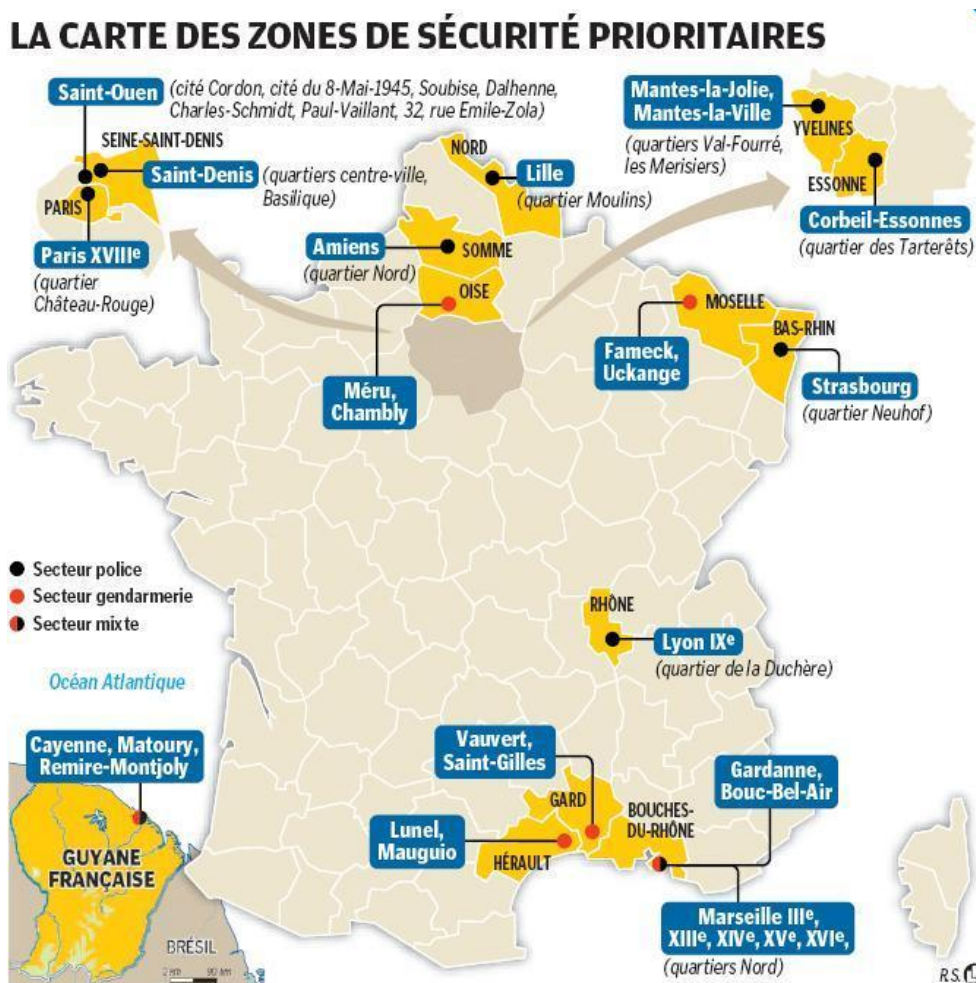 LA CARTE DES ZONES DE SÉCURITÉ PRIORITAIRES
Saint-Ouen
(cité Cordon, cité du 8-Mai-1945, Soubise, Dalhenne,
Charles-Schmidt, Paul-Vaillant, 32, rue Emile-Zola)
SEINE-SAINT-DENIS
Saint-Denis
(quartiers centre-ville,
Basilique)
PARIS
Paris XVIIIe
(quartier
Château-Rouge)
NORD
Lille
(quartier Moulins)
Mantes-la-Jolie,
Mantes-la-Ville
(quartiers Val-Fourré,
les Merisiers)
YVELINES
ESSONNE
Corbeil-Essonnes
(quartier des Tarterêts)
Amiens
(quartier Nord)
SOMME
OISE
Méru,
Chambly
MOSELLE
BAS-RHIN
Fameck,
Uckange
Strasbourg
(quartier Neuhof)
Secteur police
Secteur gendarmerie
Secteur mixte
RHÔNE
Lyon IXe
(quartier de la Duchère)
Océan Atlantique
Cayenne, Matoury,
Remire-Montjoly
GUYANE
FRANÇAISE
BRÉSIL
90 km
Vauvert,
Saint-Gilles
GARD
Lunel,
Mauguio
HÉRAULT
BOUCHES-
DU-RHÔNE
Gardanne,
Bouc-Bel-Air
Marseille IIIe,
XIIIe, XIVe, XVe, XVIe,
(quartiers Nord)
R.S.